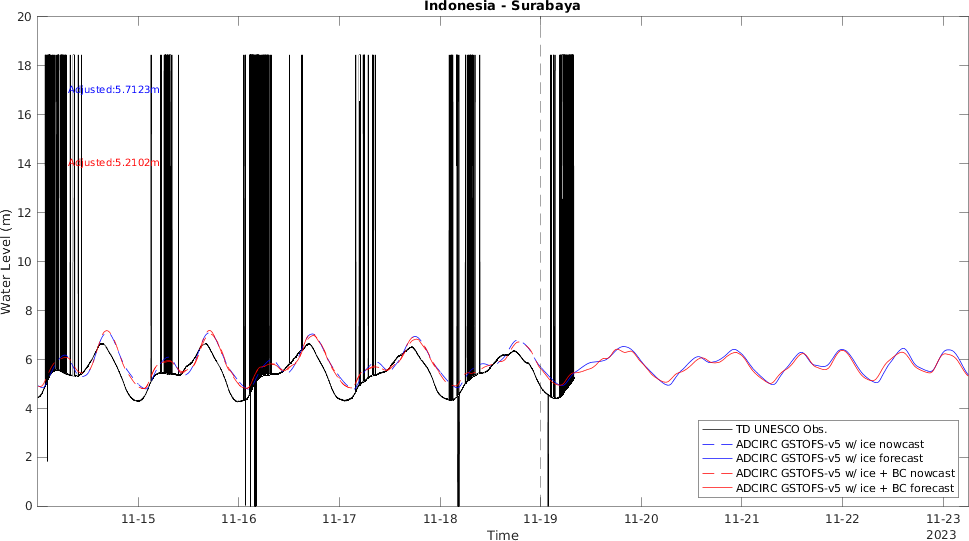 Indonesia - Surabaya
20
18
16
14
12
10
8
6
4
2
0
Water Level (m)
Adjusted:5.7123m
Adjusted:5.2102m
TD UNESCO Obs.
ADCIRC GSTOFS-v5 w/ ice nowcast
ADCIRC GSTOFS-v5 w/ ice forecast
ADCIRC GSTOFS-v5 w/ ice + BC nowcast
ADCIRC GSTOFS-v5 w/ ice + BC forecast
11-15 11-16 11-17 11-18 11-19 11-20 11-21 11-22 11-23
Time
2023